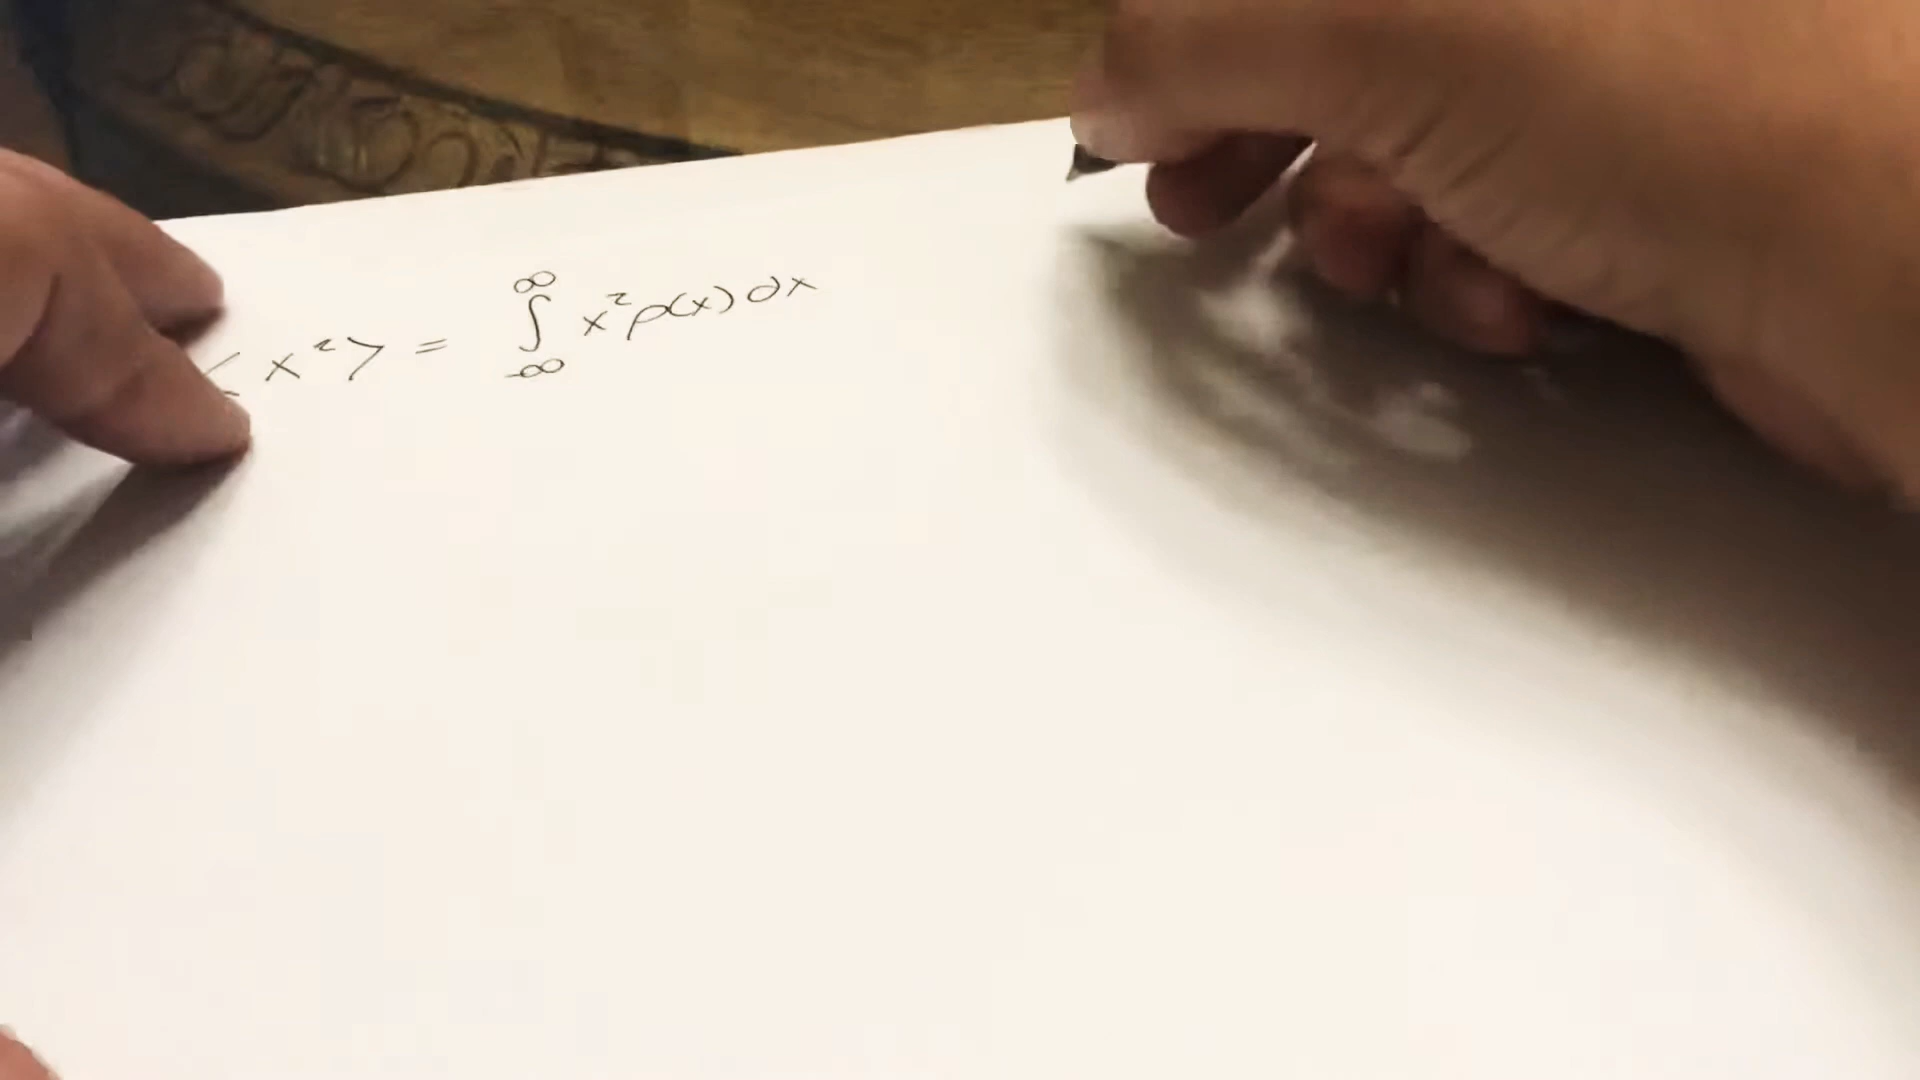 < x²> = ∫_{-∞}^{∞} x²ρ(x) dx